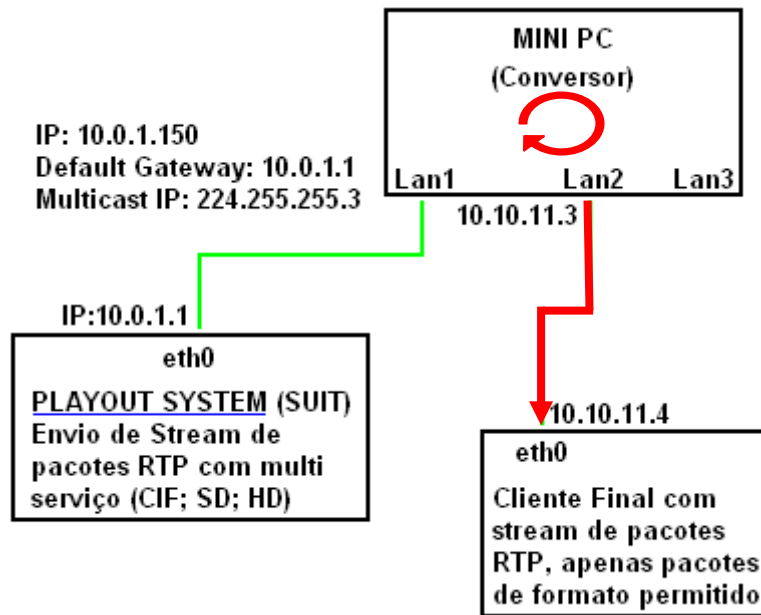 MINI PC
(Conversor)
IP: 10.0.1.150
Default Gateway: 10.0.1.1
Multicast IP: 224.255.255.3
Lan1 Lan2 Lan3
10.10.11.3
IP:10.0.1.1
eth0
PLAYOUT SYSTEM (SUIT)
Envio de Stream de
pacotes RTP com multi
serviço (CIF; SD; HD)
10.10.11.4
eth0
Cliente Final com
stream de pacotes
RTP, apenas pacotes
de formato permitido